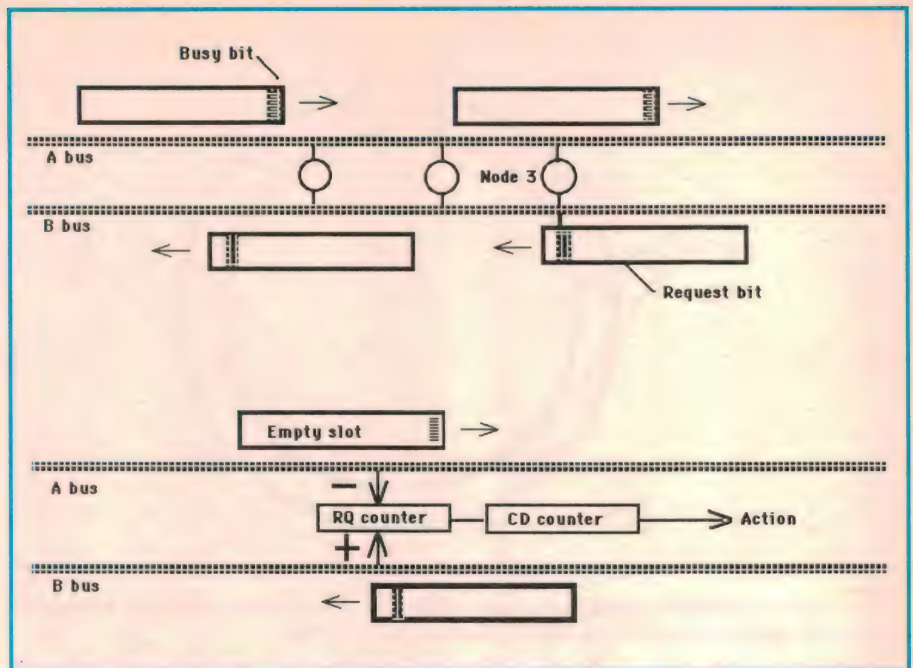 Busy bit
A bus
Node 3
B bus
Request bit
Empty slot
A bus
−
RQ counter
CD counter
Action
+
B bus